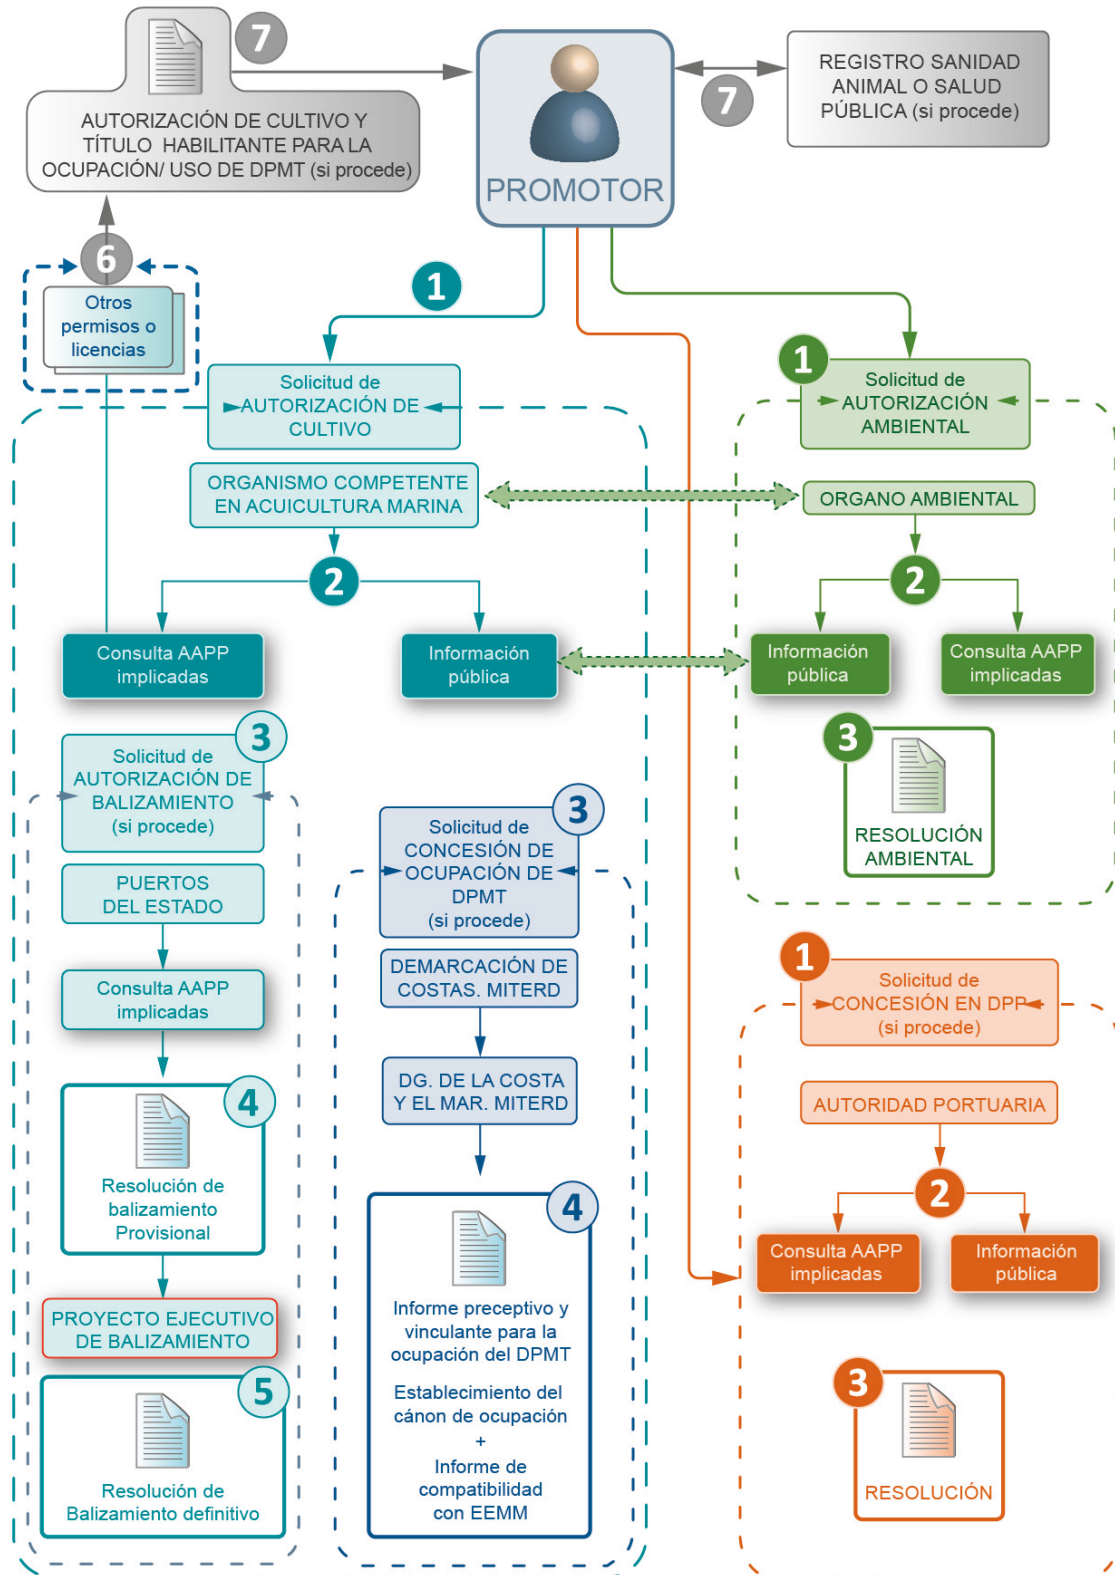 7
AUTORIZACIÓN DE CULTIVO Y
TÍTULO HABILITANTE PARA LA
OCUPACIÓN/ USO DE DPMT (si procede)
PROMOTOR
7
REGISTRO SANIDAD
ANIMAL O SALUD
PÚBLICA (si procede)
6
Otros
permisos o
licencias
1
Solicitud de
AUTORIZACIÓN DE
CULTIVO
ORGANISMO COMPETENTE
EN ACUICULTURA MARINA
2
Consulta AAPP
implicadas
Información
pública
1
Solicitud de
AUTORIZACIÓN
AMBIENTAL
ORGANO AMBIENTAL
2
Información
pública
Consulta AAPP
implicadas
3
RESOLUCIÓN
AMBIENTAL
3
Solicitud de
AUTORIZACIÓN DE
BALIZAMIENTO
(si procede)
PUERTOS
DEL ESTADO
Consulta AAPP
implicadas
4
Resolución de
balizamiento
Provisional
PROYECTO EJECUTIVO
DE BALIZAMIENTO
5
Resolución de
Balizamiento definitivo
3
Solicitud de
CONCESIÓN DE
OCUPACIÓN DE
DPMT
(si procede)
DEMARCACIÓN DE
COSTAS. MITERD
DG. DE LA COSTA
Y EL MAR. MITERD
4
Informe preceptivo y
vinculante para la
ocupación del DPMT
Establecimiento del
cánon de ocupación
+
Informe de
compatibilidad
con EEMM
1
Solicitud de
CONCESIÓN EN DPP
(si procede)
AUTORIDAD PORTUARIA
2
Consulta AAPP
implicadas
Información
pública
3
RESOLUCIÓN